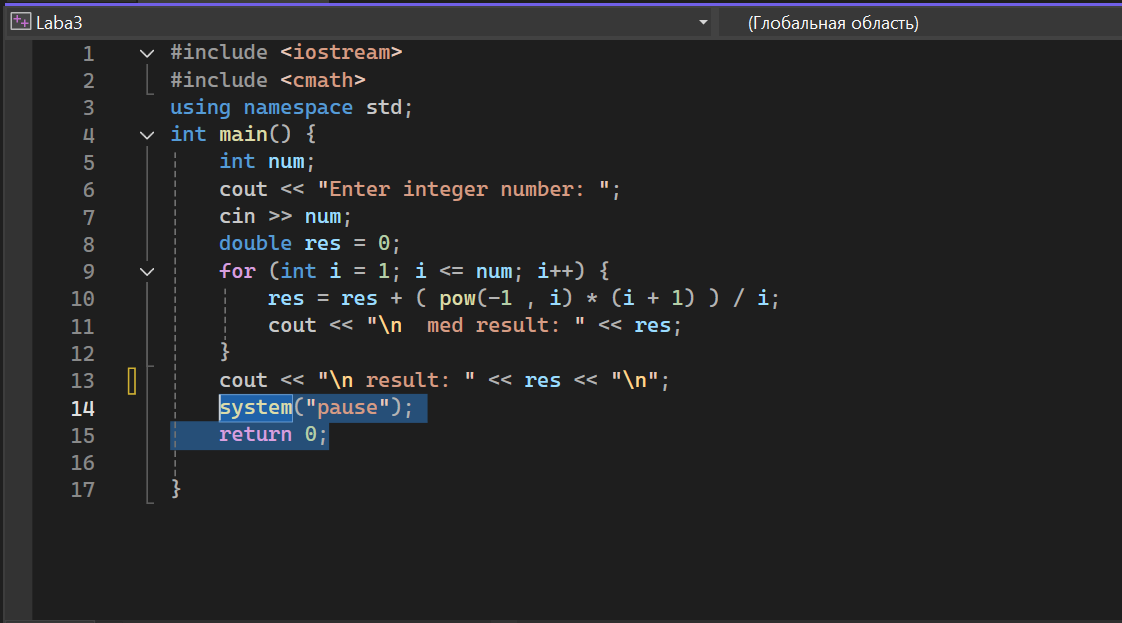 Laba3 (Глобальная область)
1 #include <iostream>
2 #include <cmath>
3 using namespace std;
4 int main() {
5     int num;
6     cout << "Enter integer number: ";
7     cin >> num;
8     double res = 0;
9     for (int i = 1; i <= num; i++) {
10         res = res + ( pow(-1 , i) * (i + 1) ) / i;
11         cout << "\n  med result: " << res;
12     }
13     cout << "\n result: " << res << "\n";
14     system("pause");
15     return 0;
16
17 }